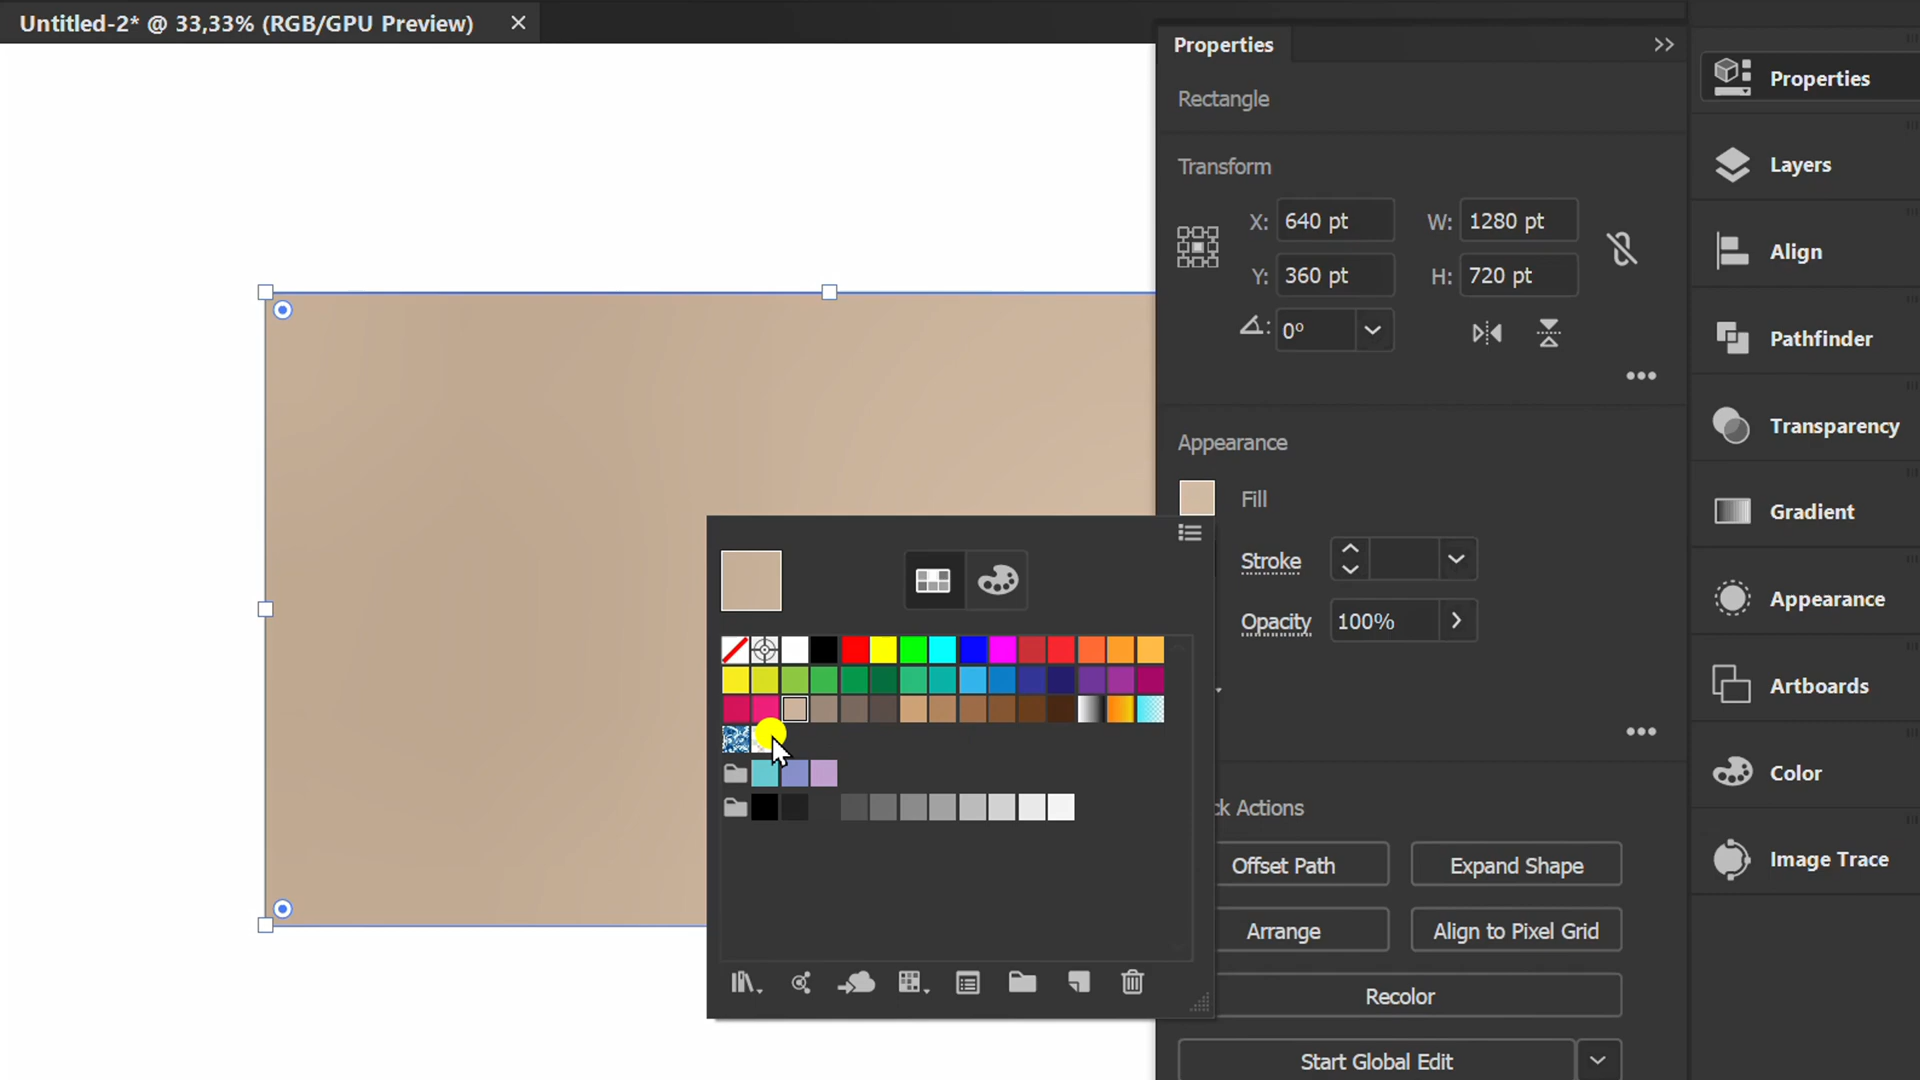 Untitled-2* @ 33,33% (RGB/GPU Preview)
Properties
Rectangle
Transform
X: 640 pt
W: 1280 pt
Y: 360 pt
H: 720 pt
0°
Appearance
Fill
Stroke
Opacity
100%
ck Actions
Offset Path
Expand Shape
Arrange
Align to Pixel Grid
Recolor
Start Global Edit
Properties
Layers
Align
Pathfinder
Transparency
Gradient
Appearance
Artboards
Color
Image Trace